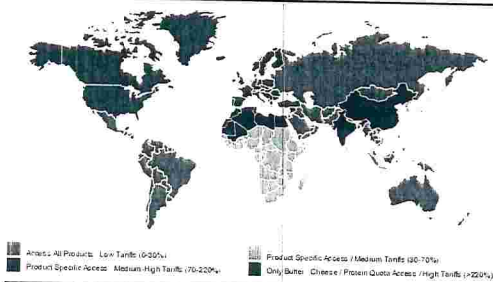 Access All Products Low Tariffs (0-30%)
Product Specific Access Medium-High Tariffs (70-220%)
Product Specific Access / Medium Tariffs (30-70%)
Only Butter Cheese / Protein Quota Access / High Tariffs (>220%)